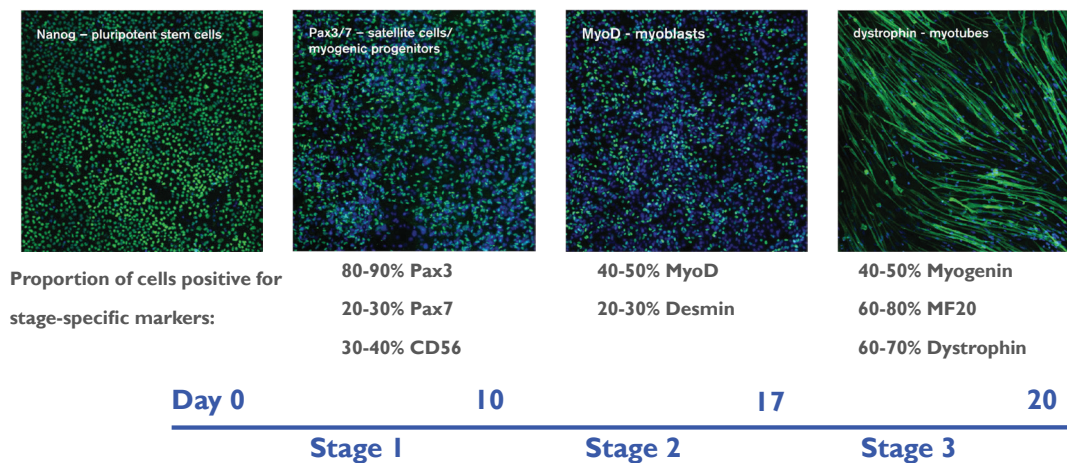 Nanog – pluripotent stem cells
Pax3/7 – satellite cells/
myogenic progenitors
MyoD - myoblasts
dystrophin - myotubes
Proportion of cells positive for
stage-specific markers:
80-90% Pax3
20-30% Pax7
30-40% CD56
40-50% MyoD
20-30% Desmin
40-50% Myogenin
60-80% MF20
60-70% Dystrophin
Day 0
10
17
20
Stage 1
Stage 2
Stage 3